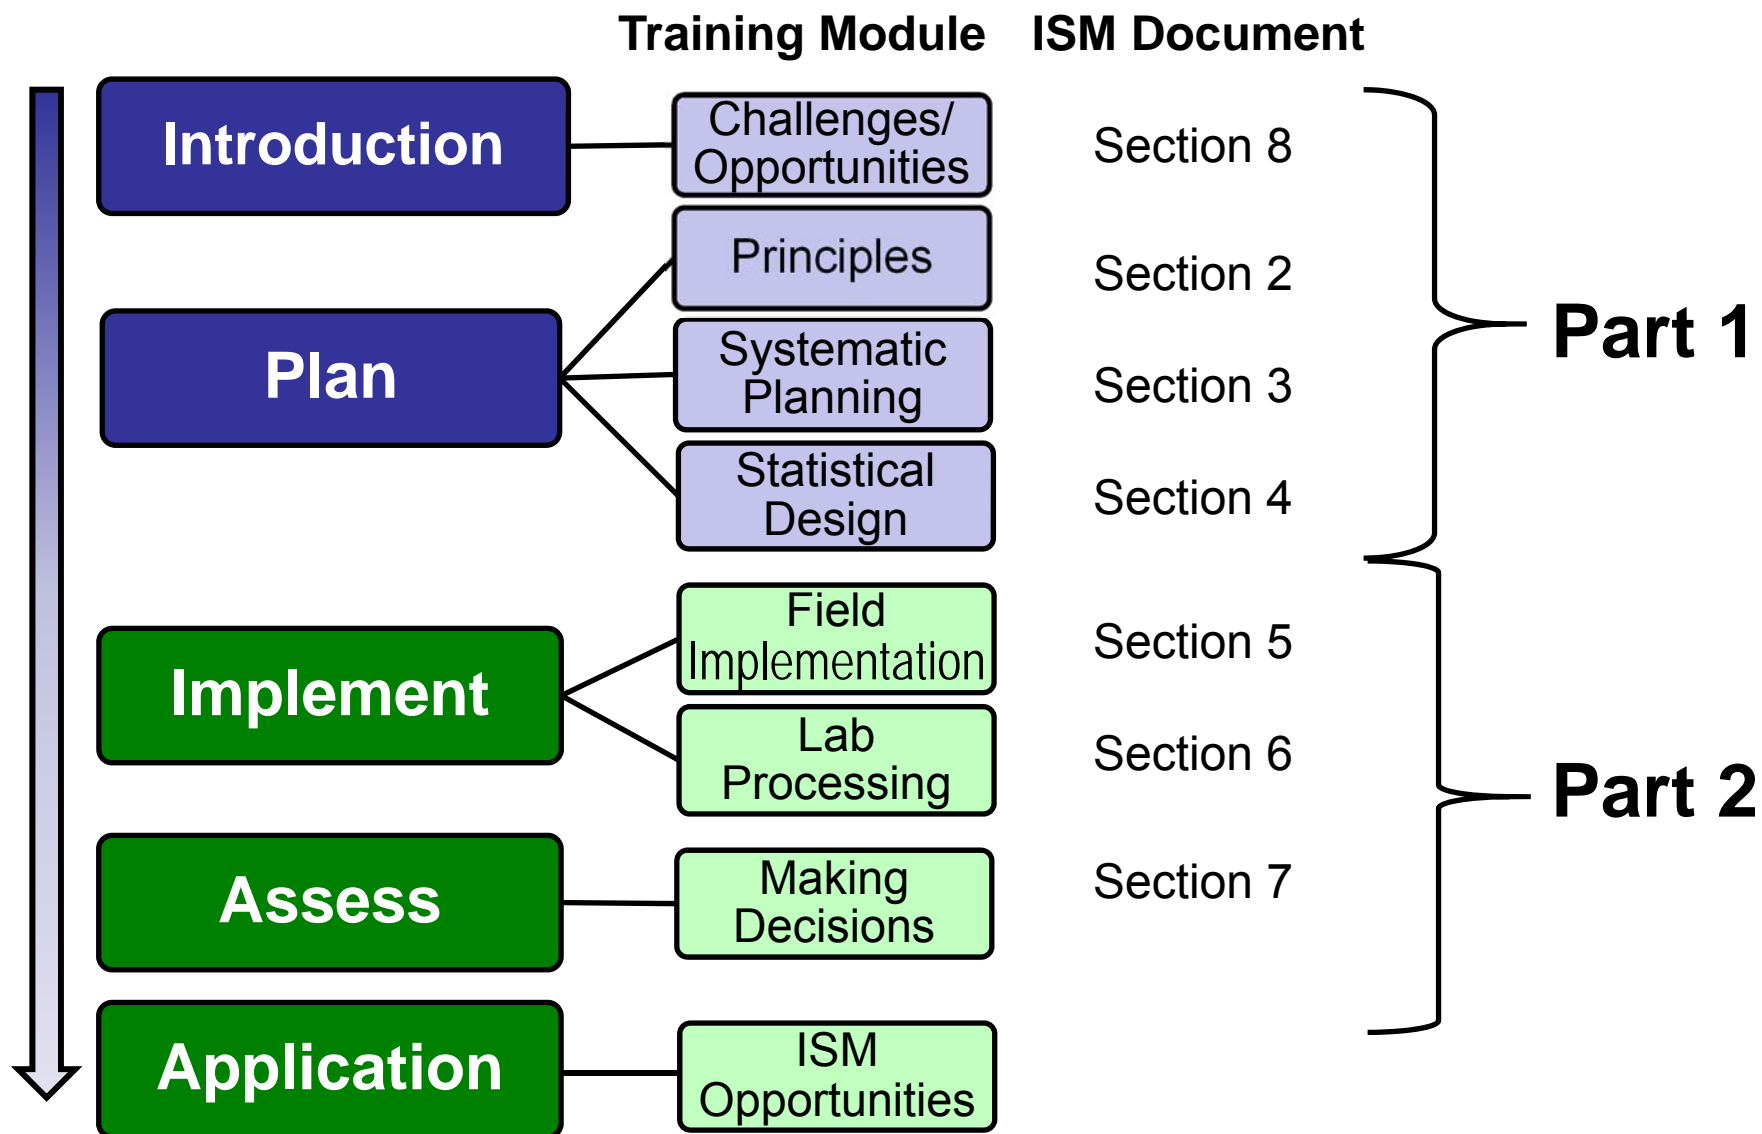 Training Module ISM Document
Introduction
Challenges/
Opportunities
Section 8
Principles
Section 2
Plan
Systematic
Planning
Section 3
Statistical
Design
Section 4
Part 1
Implement
Field
Implementation
Section 5
Lab
Processing
Section 6
Part 2
Assess
Making
Decisions
Section 7
Application
ISM
Opportunities